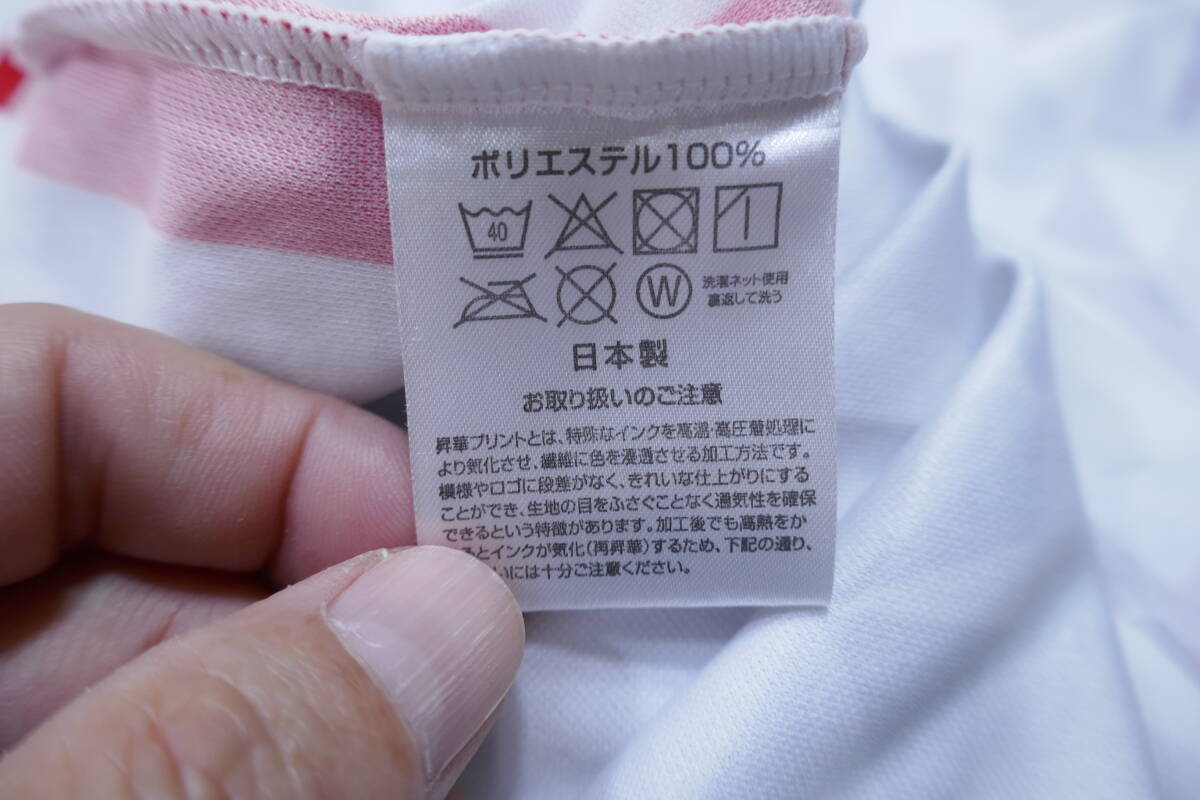 ポリエステル100%
40
W
洗濯ネット使用
裏返して洗う
日本製
お取り扱いのご注意
昇華プリントとは、特殊なインクを高温・高圧着処理に
より気化させ、繊維に色を浸透させる加工方法です。
模様やロゴに段差がなく、きれいな仕上がりにする
ことができ、生地の目をふさぐことなく通気性を確保
できるという特徴があります。加工後でも高熱をか
るとインクが気化（再昇華）するため、下記の通り、
いには十分ご注意ください。